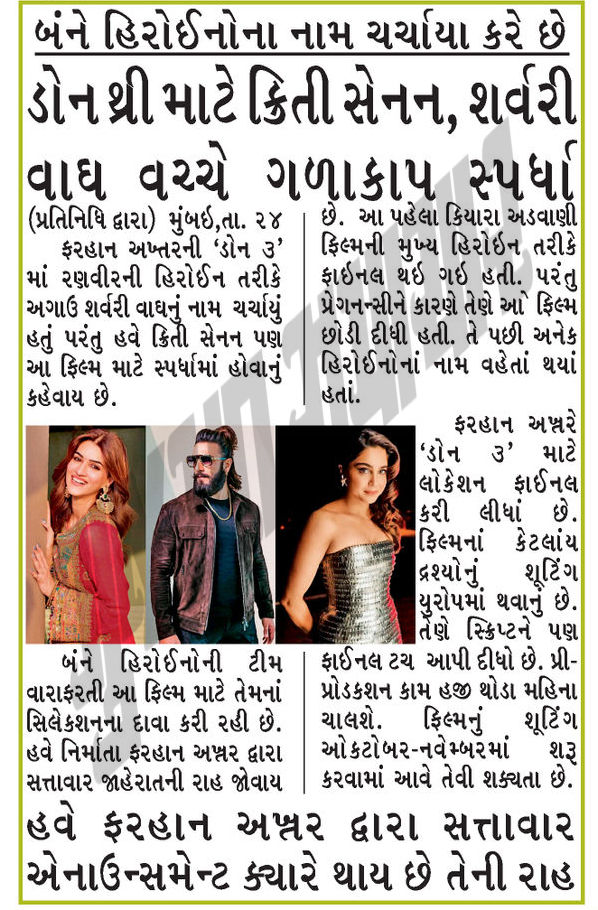 બંને હિરોઈનોના નામ ચર્ચાયા કરે છે
ડોન થ્રી માટે ક્રિતી સેનન, શર્વરી
વાઘ વચ્ચે ગળાકાપ સ્પર્ધા
(પ્રતિનિધિ દ્વારા) મુંબઇ,તા. ૨૪
ફરહાન અખ્તરની ‘ડોન ૩’
માં રણવીરની હિરોઈન તરીકે
અગાઉ શર્વરી વાઘનું નામ ચર્ચાયું
હતું પરંતુ હવે ક્રિતી સેનન પણ
આ ફિલ્મ માટે સ્પર્ધામાં હોવાનું
કહેવાય છે.
બંને હિરોઈનોની ટીમ
વારાફરતી આ ફિલ્મ માટે તેમનાં
સિલેકશનના દાવા કરી રહી છે.
હવે નિર્માતા ફરહાન અખ્તર દ્વારા
સત્તાવાર જાહેરાતની રાહ જોવાય
છે. આ પહેલા કિયારા અડવાણી
ફિલ્મની મુખ્ય હિરોઈન તરીકે
ફાઈનલ થઈ ગઇ હતી. પરંતુ
પ્રેગનન્સીને કારણે તેણે આ ફિલ્મ
છોડી દીધી હતી. તે પછી અનેક
હિરોઈનોનાં નામ વહેતાં થયાં
હતાં.
ફરહાન અખ્તરે
‘ડોન ૩’ માટે
લોકેશન ફાઈનલ
કરી લીધાં છે.
ફિલ્મનાં કેટલાંય
દ્રશ્યોનું શૂટિંગ
યુરોપમાં થવાનું છે.
તેણે સ્ક્રિપ્ટને પણ
ફાઈનલ ટચ આપી દીધો છે. પ્રી-
પ્રોડકશન કામ હજી થોડા મહિના
ચાલશે. ફિલ્મનું શૂટિંગ
ઓકટોબર-નવેમ્બરમાં શરૂ
કરવામાં આવે તેવી શક્યતા છે.
હવે ફરહાન અખ્તર દ્વારા સત્તાવાર
એનાઉન્સમેન્ટ ક્યારે થાય છે તેની રાહ